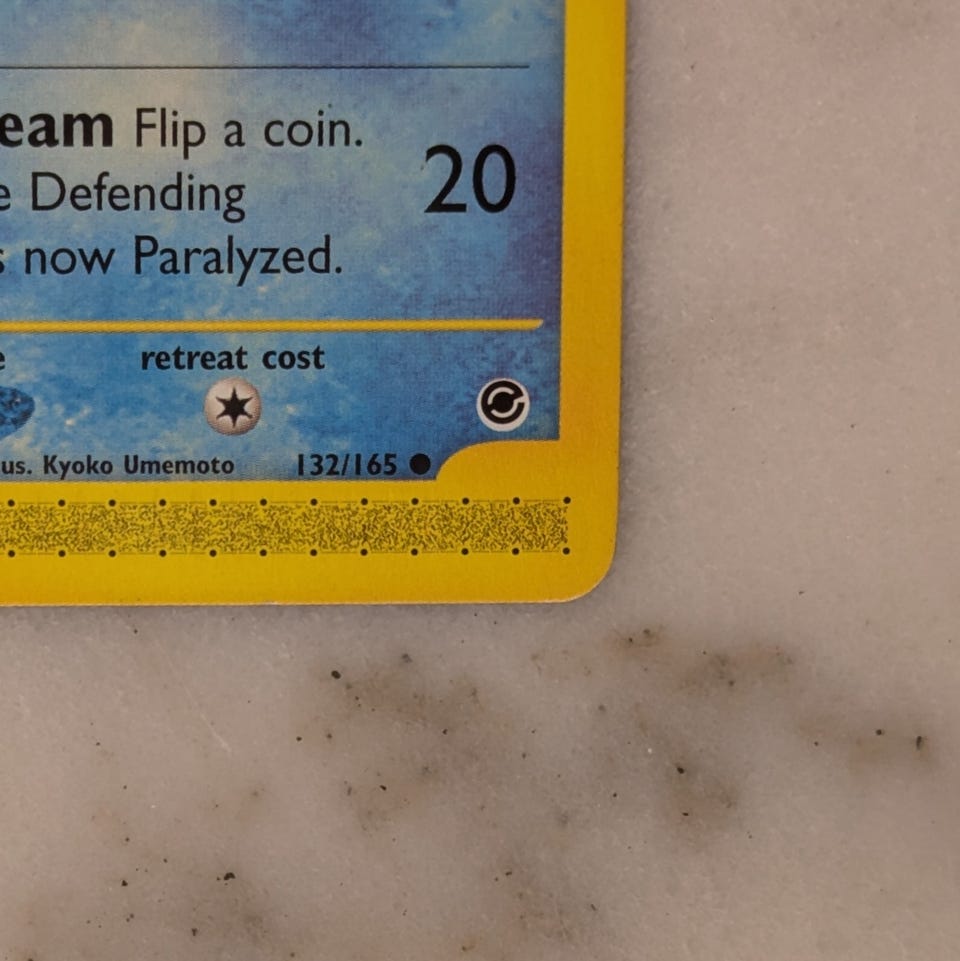 eam Flip a coin.
e Defending 20
s now Paralyzed.
e retreat cost
us. Kyoko Umemoto 132/165